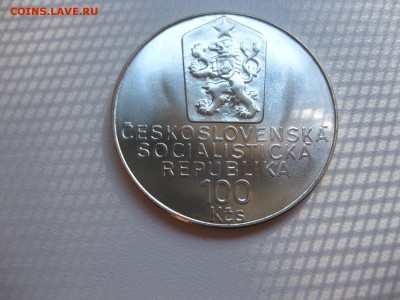 COINS.LAVE.RU
ČESKOSLOVENSKÁ
SOCIALISTICKÁ
REPUBLIKA
100
Kčs